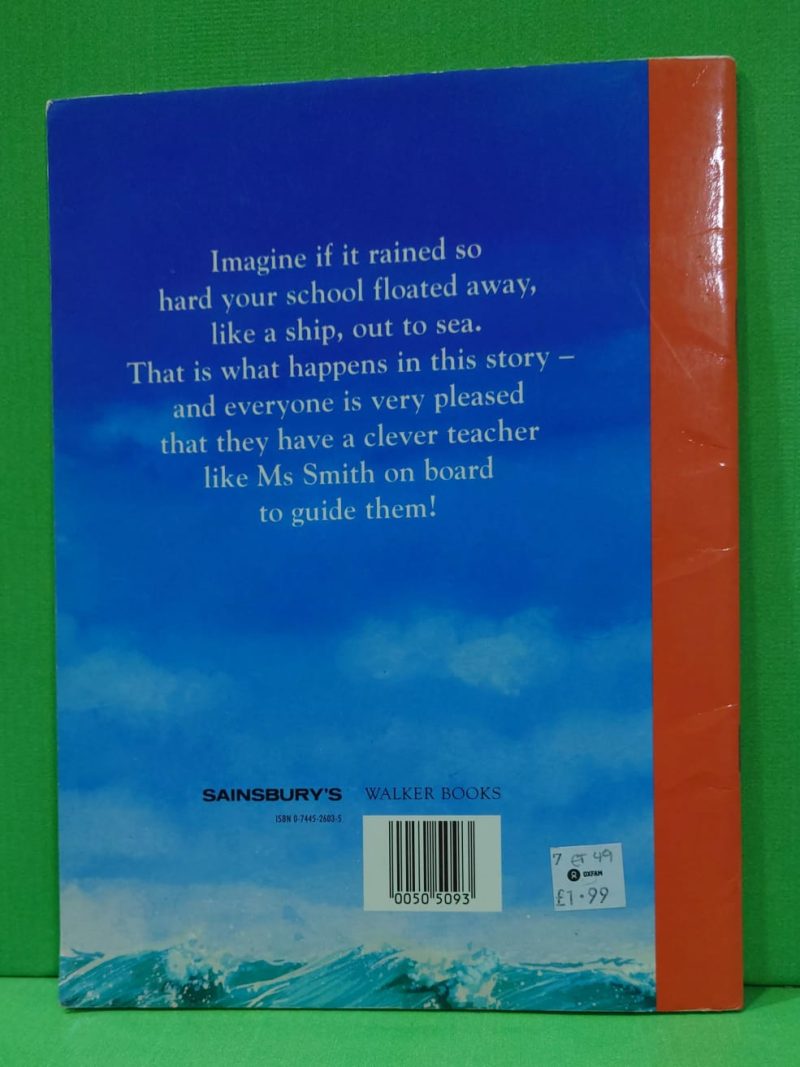 Imagine if it rained so
hard your school floated away,
like a ship, out to sea.
That is what happens in this story –
and everyone is very pleased
that they have a clever teacher
like Ms Smith on board
to guide them!
SAINSBURY'S WALKER BOOKS
ISBN 0-7445-2603-5
0050 5093
7 ET 49
OXFAM
£1.99